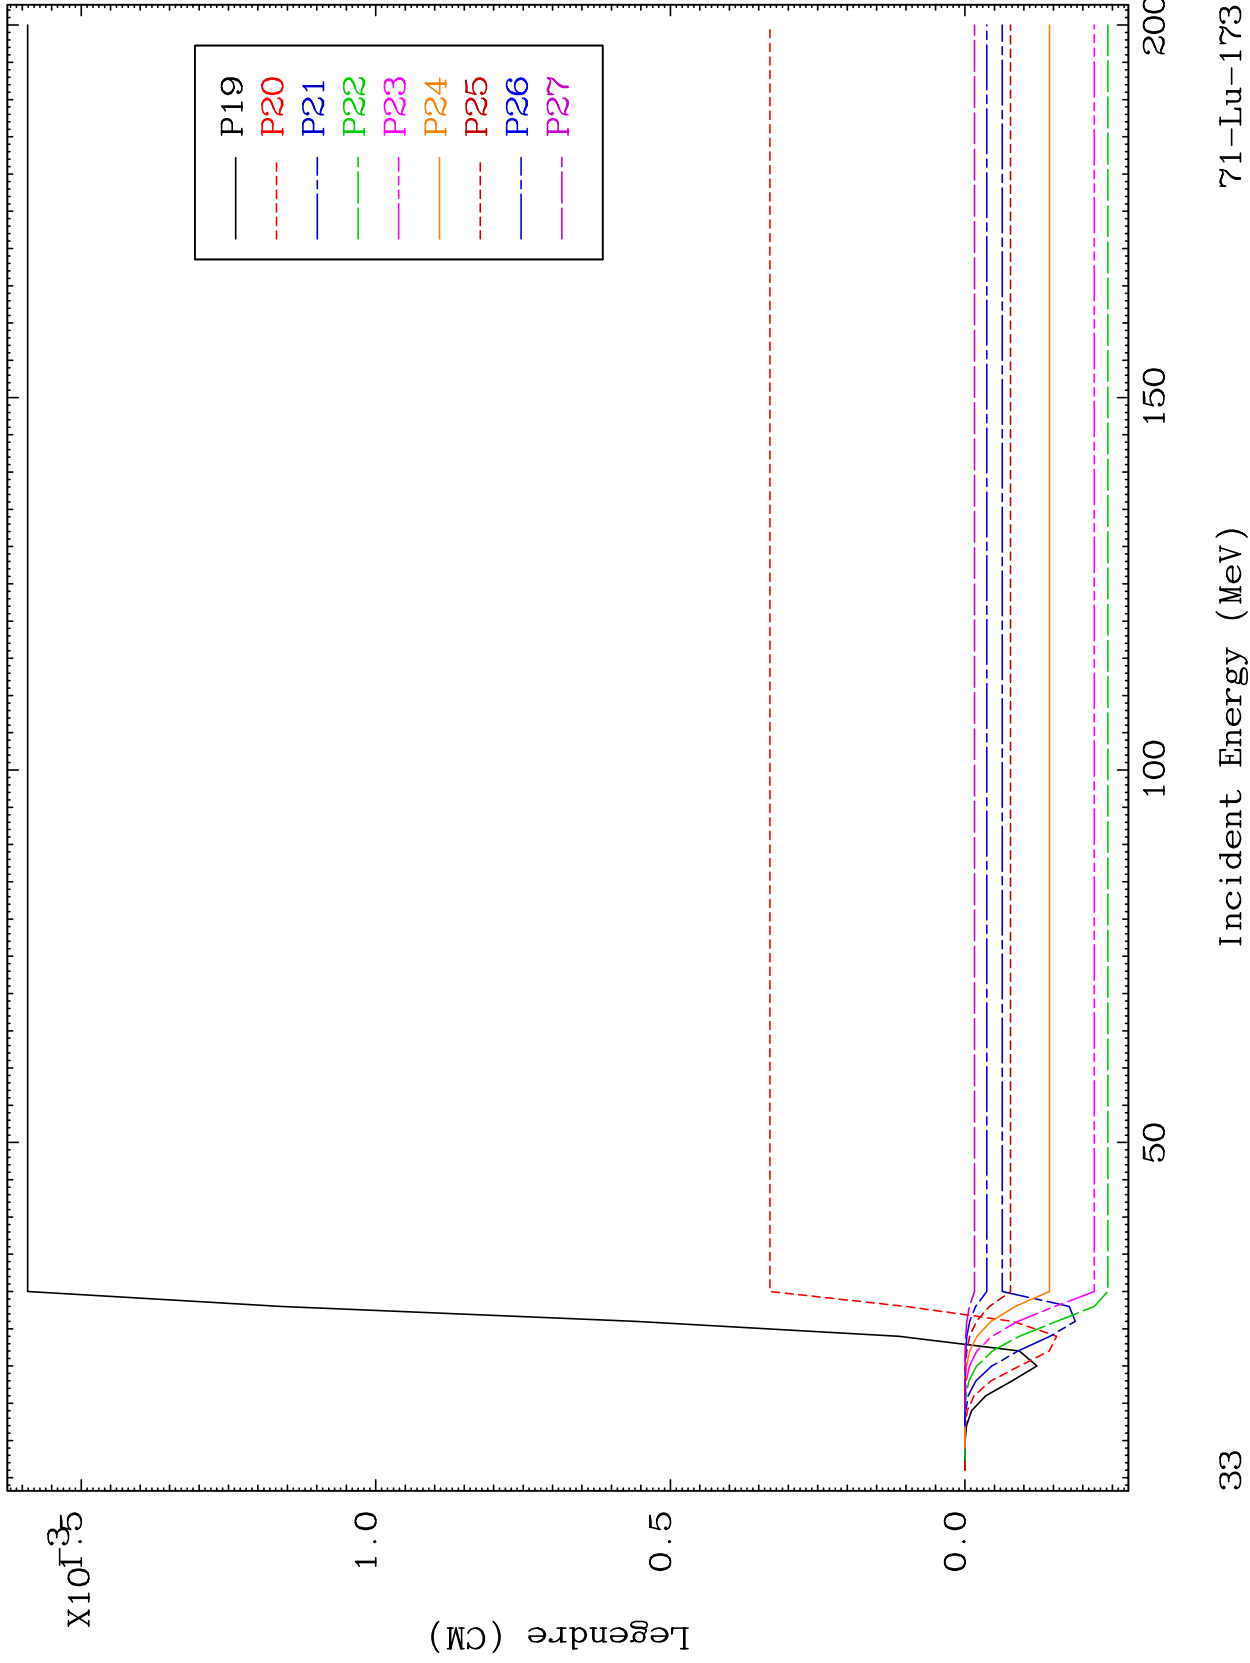 X10-3
1.5
1.0
0.5
0.0
Legendre (CM)
P19
P20
P21
P22
P23
P24
P25
P26
P27
50
100
150
200
33
Incident Energy (MeV)
71-Lu-173